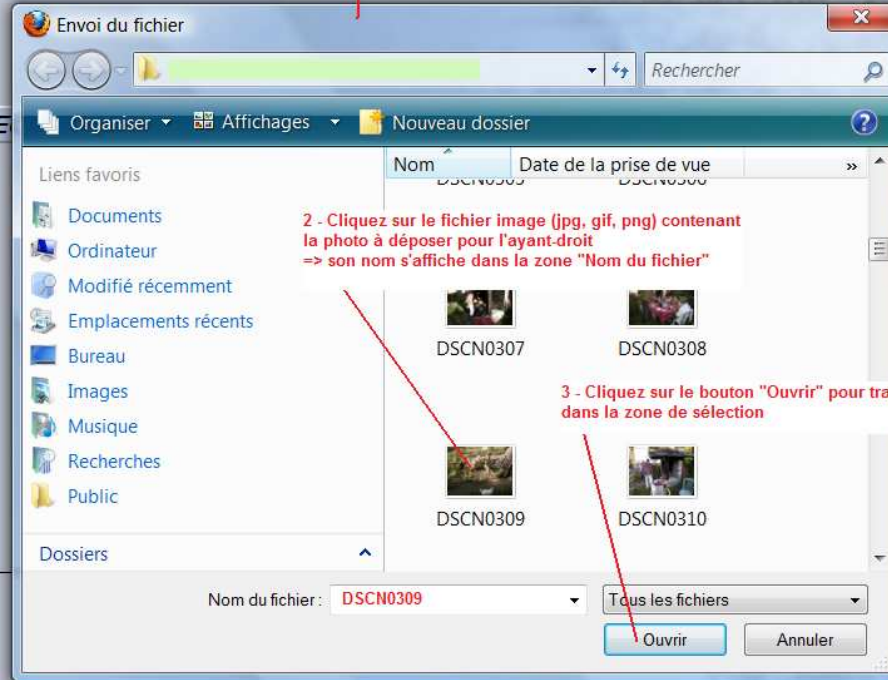 Envoi du fichier
Rechercher
Organiser
Affichages
Nouveau dossier
Liens favoris
Nom
Date de la prise de vue
»
Documents
Ordinateur
Modifié récemment
Emplacements récents
Bureau
Images
Musique
Recherches
Public
Dossiers
2 - Cliquez sur le fichier image (jpg, gif, png) contenant
la photo à déposer pour l'ayant-droit
=> son nom s'affiche dans la zone "Nom du fichier"
DSCN0307
DSCN0308
3 - Cliquez sur le bouton "Ouvrir" pour
dans la zone de sélection
DSCN0309
DSCN0310
Nom du fichier :
DSCN0309
Tous les fichiers
Ouvrir
Annuler